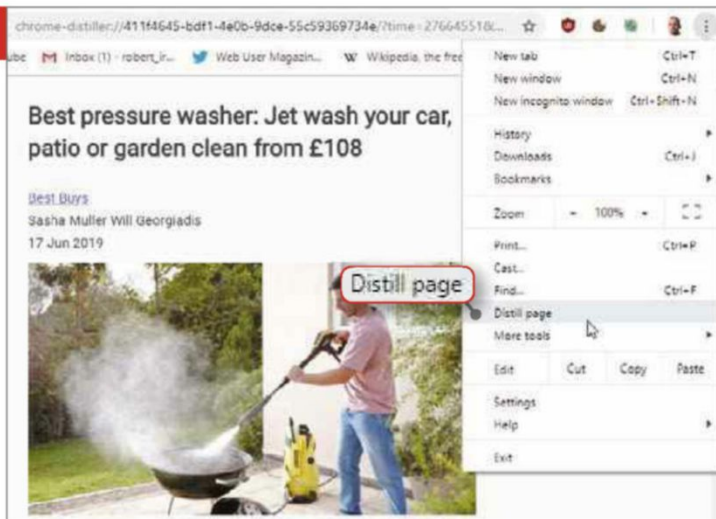 chrome-distiller://411f4645-bdf1-4e0b-9dce-55c59369734e/?time=27664551&...
ube Inbox (1) - robert_ir... Web User Magazin... W Wikipedia, the free
Best pressure washer: Jet wash your car,
patio or garden clean from £108
Best Buys
Sasha Muller Will Georgiadis
17 Jun 2019
Distill page
New tab Ctrl+T
New window Ctrl+N
New incognito window Ctrl+Shift+N
History
Downloads Ctrl+J
Bookmarks
Zoom - 100% +
Print... Ctrl+P
Cast...
Find... Ctrl+F
Distill page
More tools
Edit Cut Copy Paste
Settings
Help
Exit